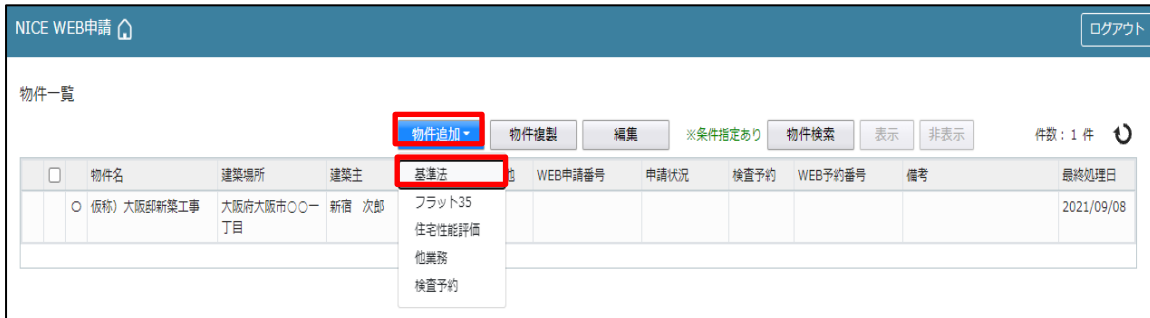 NICE WEB申請 ログアウト
物件一覧
物件追加 物件複製 編集 ※条件指定あり 物件検索 表示 非表示 件数：1 件
物件名 建築場所 建築主 基準法 他 WEB申請番号 申請状況 検査予約 WEB予約番号 備考 最終処理日
○ 仮称）大阪邸新築工事 大阪府大阪市○○一 新宿 次郎 フラット35 2021/09/08
丁目 住宅性能評価
他業務
検査予約